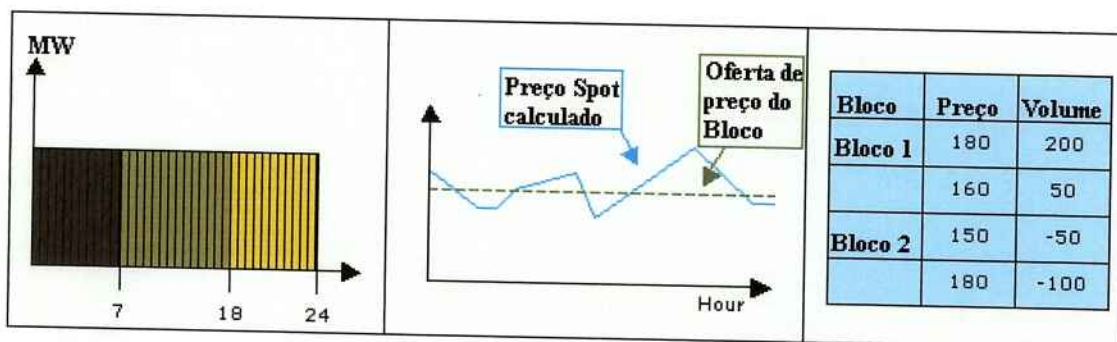 MW
7 18 24
Preço Spot
calculado
Oferta de
preço do
Bloco
Hour
Bloco Preço Volume
Bloco 1 180 200
160 50
Bloco 2 150 -50
180 -100